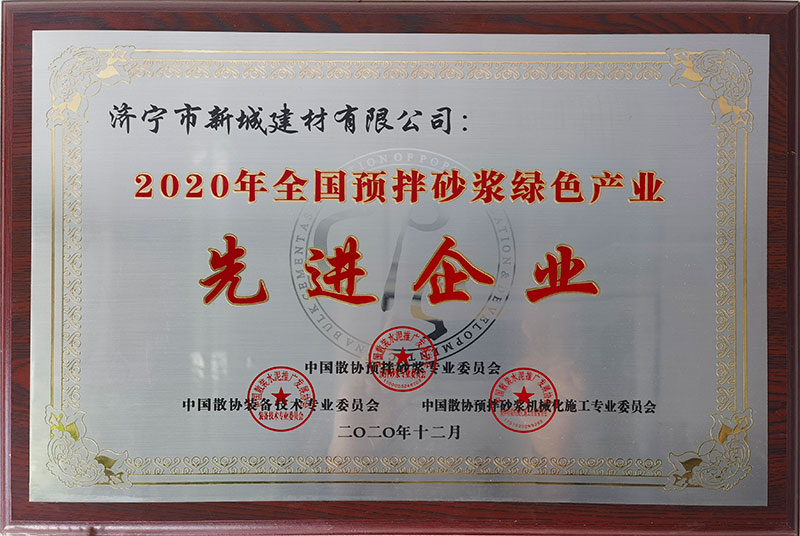 济宁市新城建材有限公司：
2020年全国预拌砂浆绿色产业
先进企业
中国散协预拌砂浆专业委员会
中国散协装备技术专业委员会
中国散协预拌砂浆机械化施工专业委员会
二〇二〇年十二月